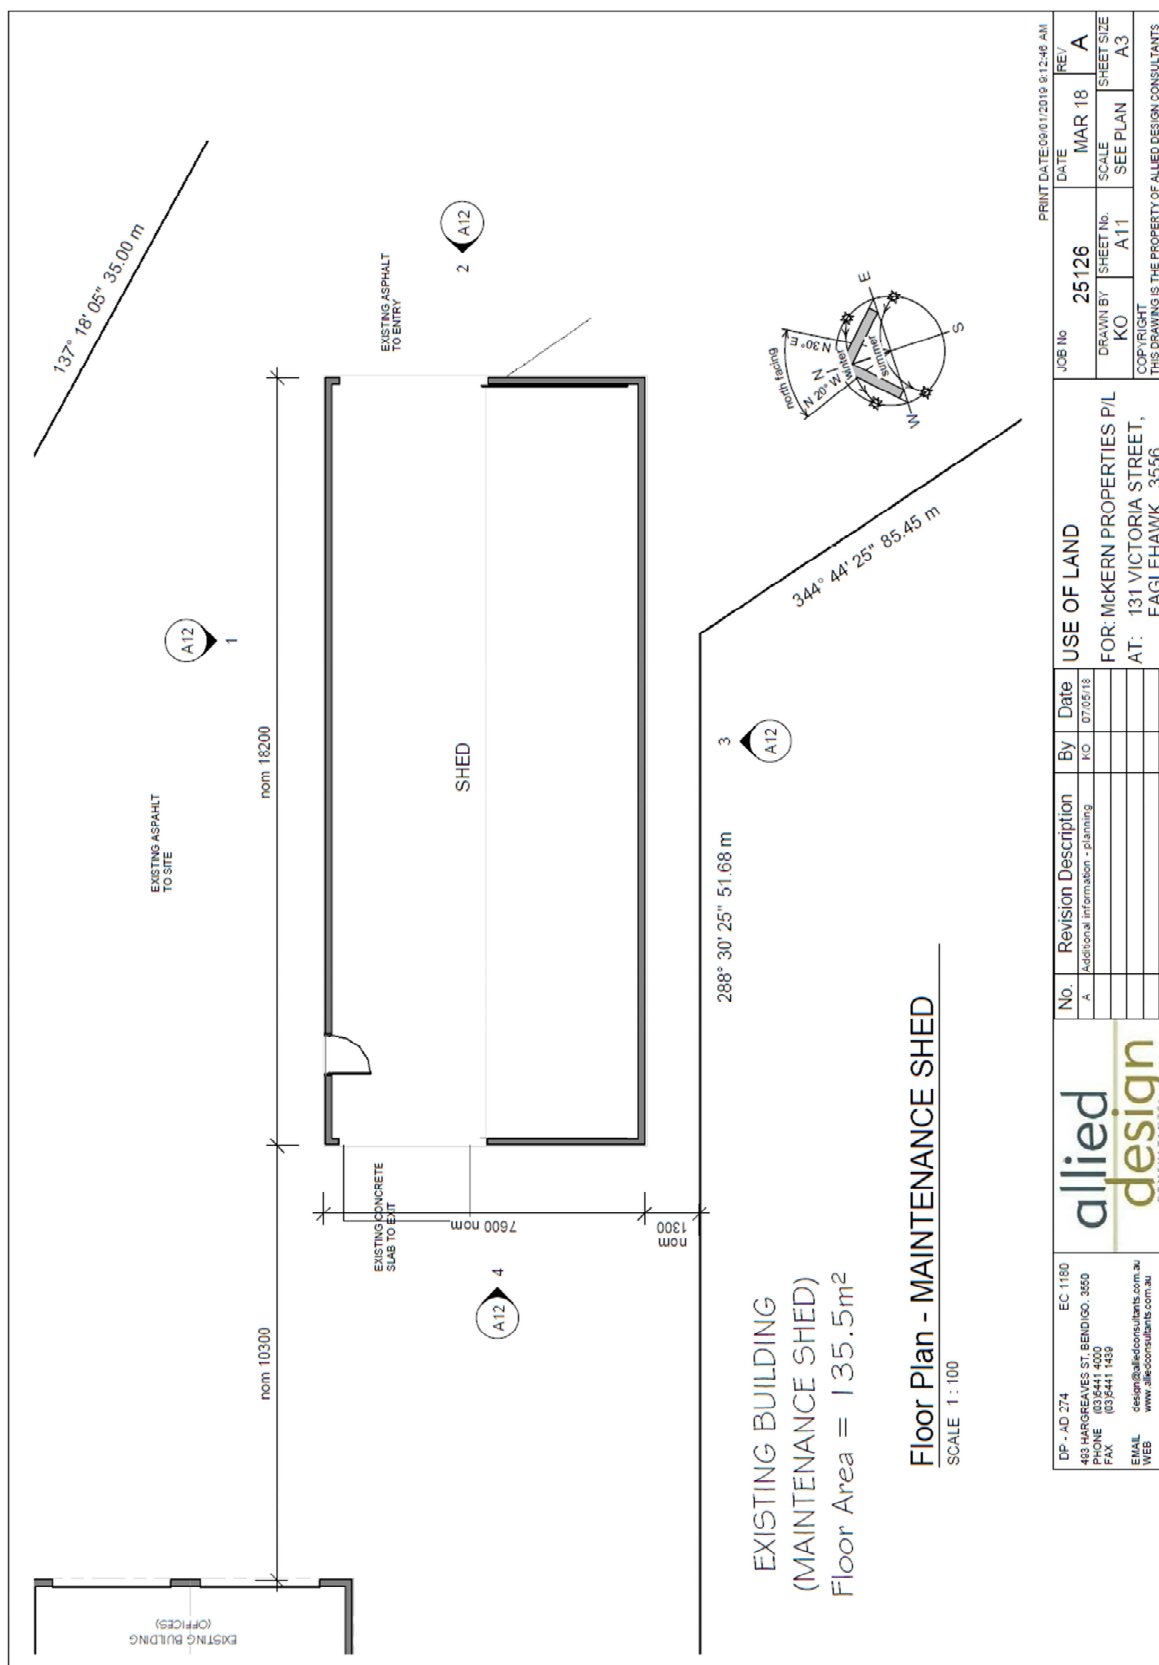 EXISTING BUILDING
(OFFICES)
nom 10300
nom 18200
EXISTING ASPAHLT
TO SITE
A12
1
137° 18' 05" 35.00 m
EXISTING CONCRETE
SLAB TO EXIT
SHED
EXISTING ASPHALT
TO ENTRY
A12
2
A12
4
7600 nom
1300
nom
288° 30' 25" 51.68 m
3
A12
344° 44' 25" 85.45 m
north facing
N 20° W
N30° E
N
winter
summer
E
W
S
EXISTING BUILDING
(MAINTENANCE SHED)
Floor Area = 135.5m²
Floor Plan - MAINTENANCE SHED
SCALE 1 : 100
PRINT DATE:09/01/2019 9:12:46 AM
DP - AD 274 EC 1180
493 HARGREAVES ST, BENDIGO. 3550
PHONE (03)5441 4000
FAX (03)5441 1439
EMAIL design@alliedconsultants.com.au
WEB www.alliedconsultants.com.au
allied
design
No. Revision Description By Date
A Additional information - planning KO 07/05/18
USE OF LAND
FOR: McKERN PROPERTIES P/L
AT: 131 VICTORIA STREET,
EAGLEHAWK 3556
JOB No 25126
DATE MAR 18
REV A
DRAWN BY KO
SHEET No. A11
SCALE SEE PLAN
SHEET SIZE A3
COPYRIGHT
THIS DRAWING IS THE PROPERTY OF ALLIED DESIGN CONSULTANTS